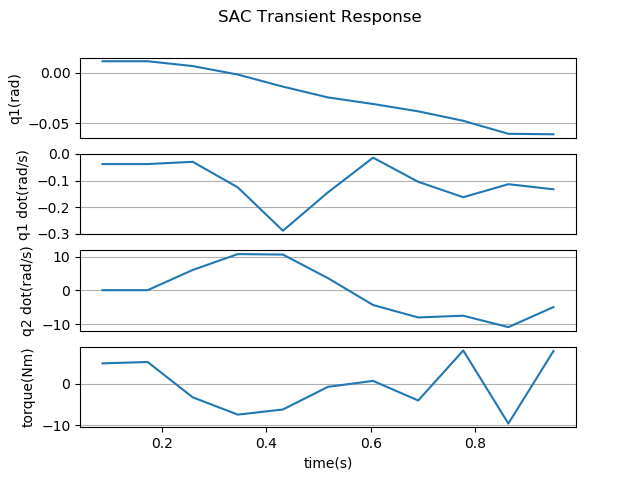 SAC Transient Response
q1(rad)
0.00
−0.05
q1 dot(rad/s)
0.0
−0.1
−0.2
−0.3
q2 dot(rad/s)
10
0
−10
torque(Nm)
0
−10
0.2 0.4 0.6 0.8
time(s)